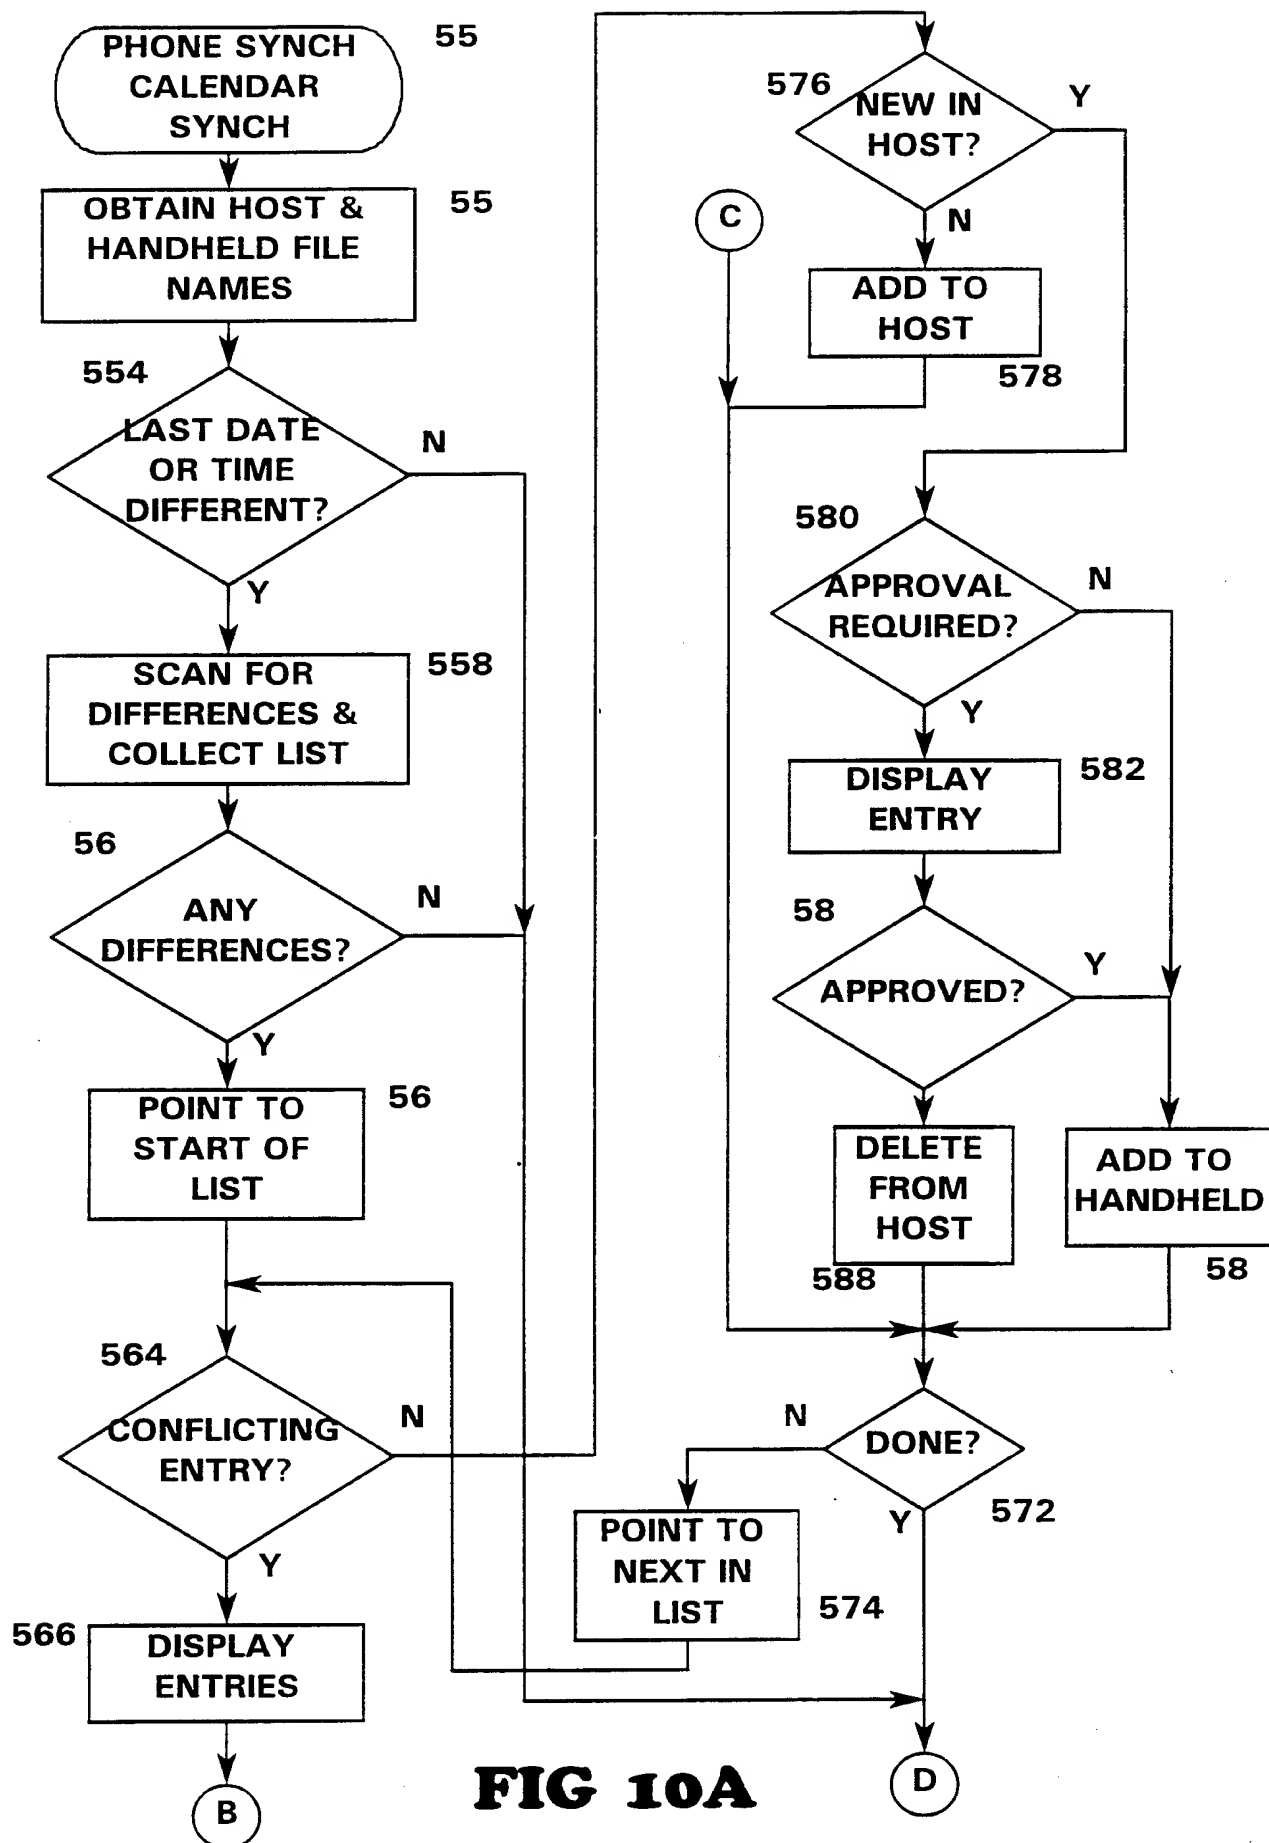 PHONE SYNCH
CALENDAR
SYNCH
55
OBTAIN HOST &
HANDHELD FILE
NAMES
55
554
LAST DATE
OR TIME
DIFFERENT?
N
Y
SCAN FOR
DIFFERENCES &
COLLECT LIST
558
56
ANY
DIFFERENCES?
N
Y
POINT TO
START OF
LIST
56
564
CONFLICTING
ENTRY?
N
Y
566
DISPLAY
ENTRIES
B
576
NEW IN
HOST?
Y
N
C
ADD TO
HOST
578
580
APPROVAL
REQUIRED?
N
Y
DISPLAY
ENTRY
582
58
APPROVED?
Y
DELETE
FROM
HOST
588
ADD TO
HANDHELD
58
DONE?
N
Y
572
POINT TO
NEXT IN
LIST
574
D
FIG 10A